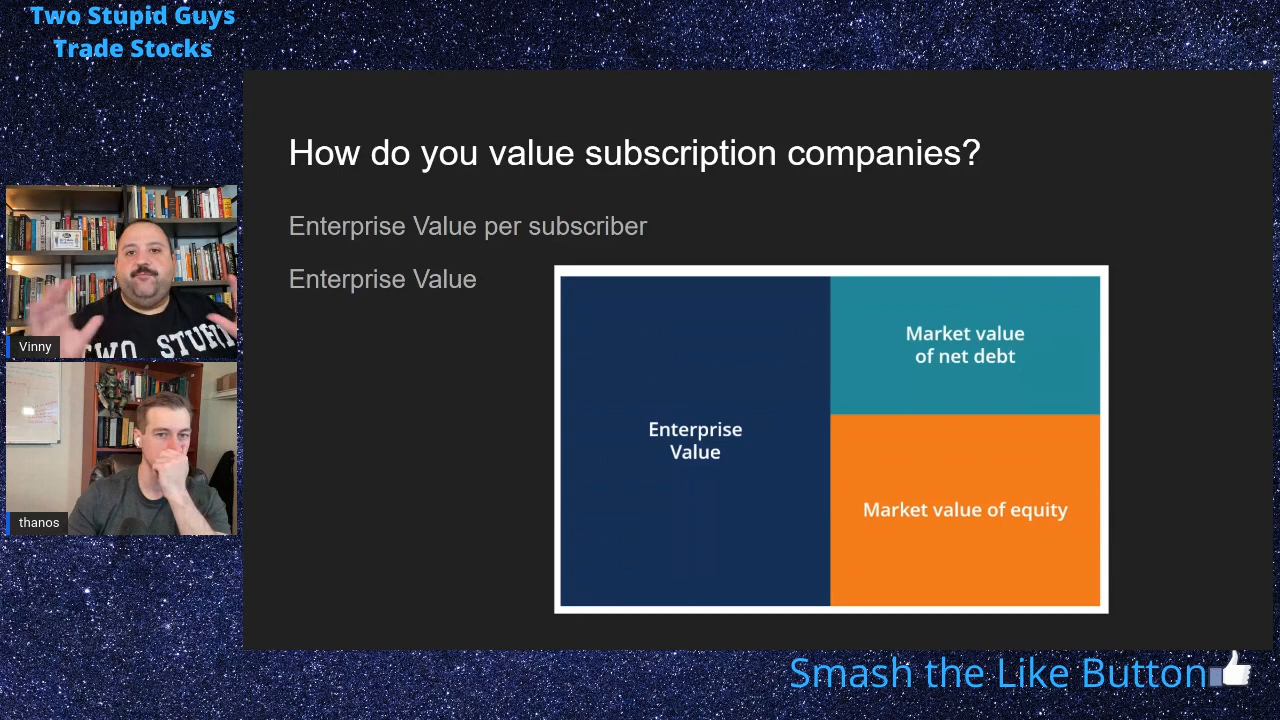 Two Stupid Guys
Trade Stocks
How do you value subscription companies?
Enterprise Value per subscriber
Enterprise Value
Market value
of net debt
Enterprise
Value
Market value of equity
Vinny
thanos
Smash the Like Button